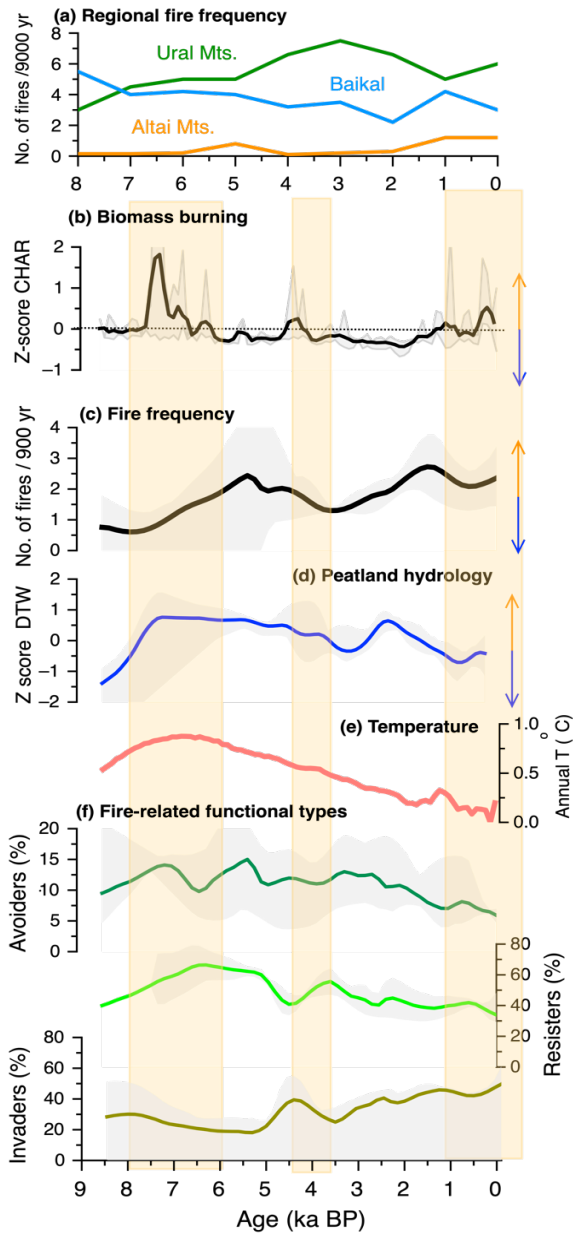 (a) Regional fire frequency
No. of fires /9000 yr
8
6
4
2
0
Ural Mts.
Baikal
Altai Mts.
8 7 6 5 4 3 2 1 0
(b) Biomass burning
Z-score CHAR
2
1
0
−1
(c) Fire frequency
No. of fires / 900 yr
4
3
2
1
0
(d) Peatland hydrology
Z score DTW
2
1
0
−1
−2
(e) Temperature
1.0
0.5
0.0
Annual T (°C)
(f) Fire-related functional types
Avoiders (%)
20
15
10
5
0
80
60
40
20
0
Resisters (%)
Invaders (%)
80
60
40
20
0
9 8 7 6 5 4 3 2 1 0
Age (ka BP)